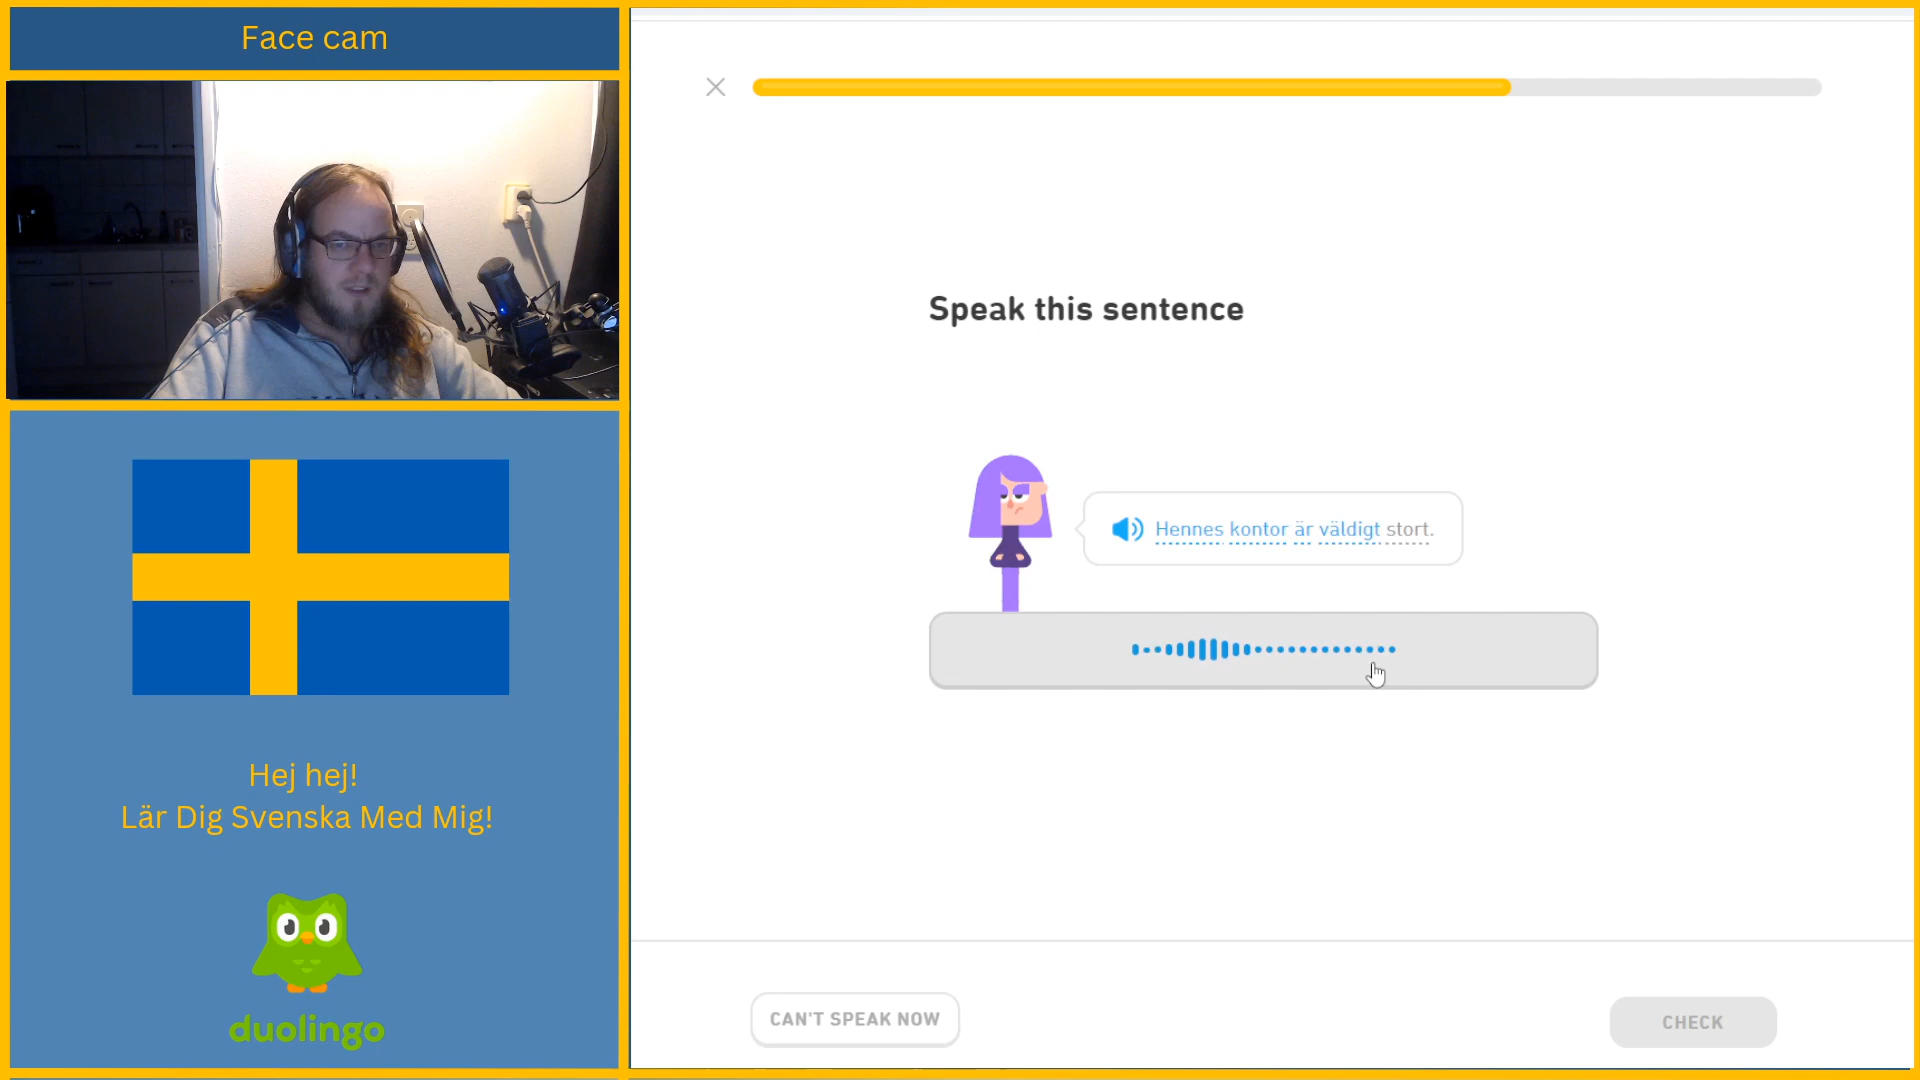 Face cam
Speak this sentence
Hennes kontor är väldigt stort.
Hej hej!
Lär Dig Svenska Med Mig!
duolingo
CAN'T SPEAK NOW
CHECK